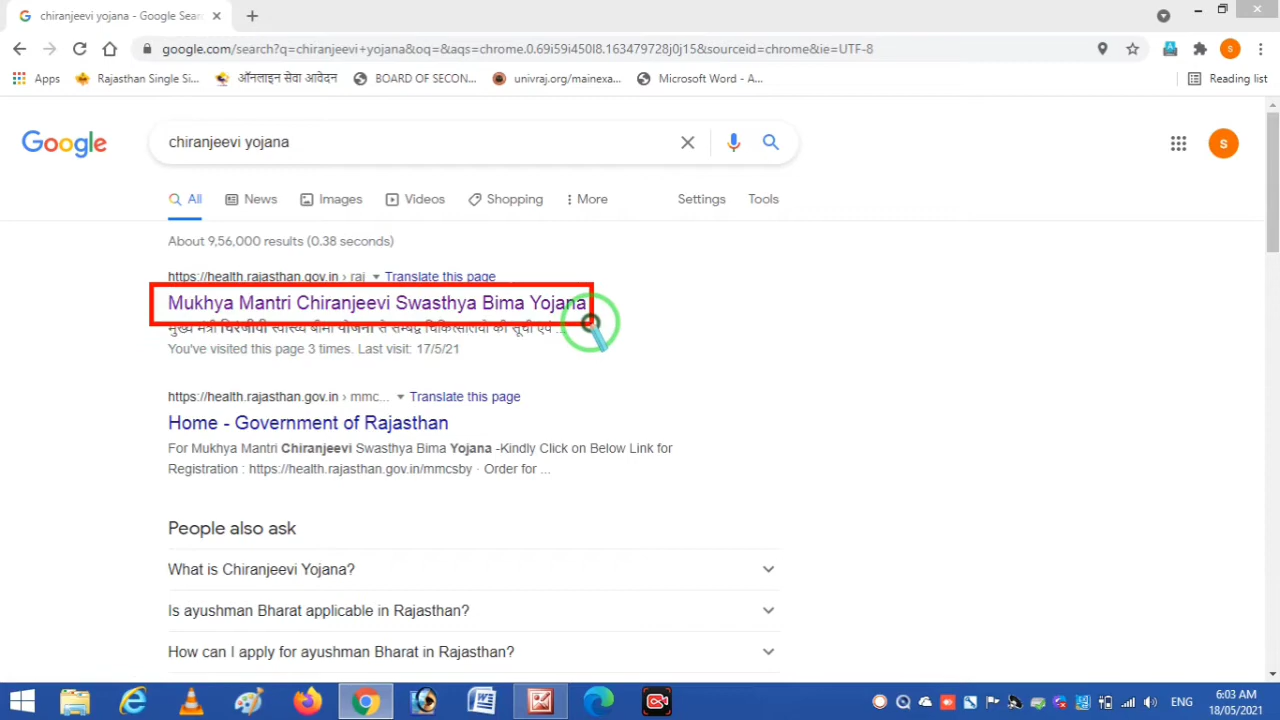 chiranjeevi yojana - Google Sear
google.com/search?q=chiranjeevi+yojana&oq=&aqs=chrome.0.69i59i450l8.163479728j0j15&sourceid=chrome&ie=UTF-8
S
Apps Rajasthan Single Si... ऑनलाइन सेवा आवेदन BOARD OF SECON... univraj.org/mainexa... Microsoft Word - A... Reading list
Google chiranjeevi yojana S
All News Images Videos Shopping More Settings Tools
About 9,56,000 results (0.38 seconds)
https://health.rajasthan.gov.in › raj Translate this page
Mukhya Mantri Chiranjeevi Swasthya Bima Yojana
मुख्य मंत्री चिरंजीवी स्वास्थ्य बीमा योजना से सम्बद्ध चिकित्सालयों की सूची एवं ...
You've visited this page 3 times. Last visit: 17/5/21
https://health.rajasthan.gov.in › mmc... Translate this page
Home - Government of Rajasthan
For Mukhya Mantri Chiranjeevi Swasthya Bima Yojana -Kindly Click on Below Link for
Registration : https://health.rajasthan.gov.in/mmcsby · Order for ...
People also ask
What is Chiranjeevi Yojana?
Is ayushman Bharat applicable in Rajasthan?
How can I apply for ayushman Bharat in Rajasthan?
ENG 6:03 AM
18/05/2021